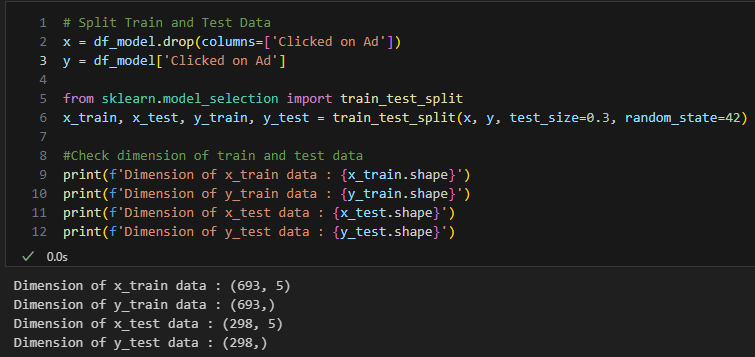 1 # Split Train and Test Data
2 x = df_model.drop(columns=['Clicked on Ad'])
3 y = df_model['Clicked on Ad']
4
5 from sklearn.model_selection import train_test_split
6 x_train, x_test, y_train, y_test = train_test_split(x, y, test_size=0.3, random_state=42)
7
8 #Check dimension of train and test data
9 print(f'Dimension of x_train data : {x_train.shape}')
10 print(f'Dimension of y_train data : {y_train.shape}')
11 print(f'Dimension of x_test data : {x_test.shape}')
12 print(f'Dimension of y_test data : {y_test.shape}')
0.0s
Dimension of x_train data : (693, 5)
Dimension of y_train data : (693,)
Dimension of x_test data : (298, 5)
Dimension of y_test data : (298,)